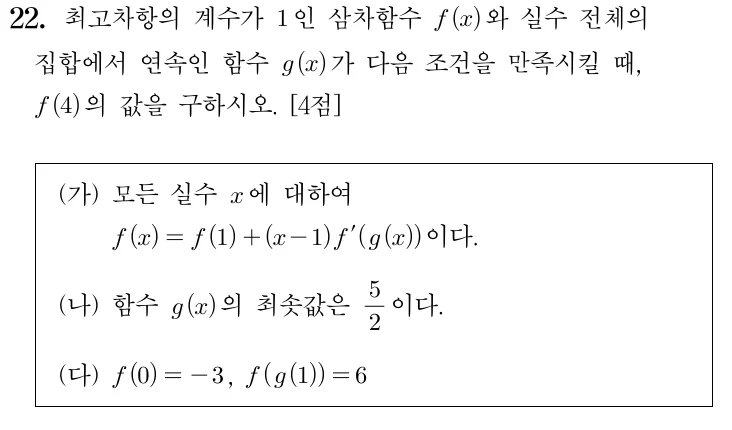 22. 최고차항의 계수가 1인 삼차함수 f(x)와 실수 전체의
집합에서 연속인 함수 g(x)가 다음 조건을 만족시킬 때,
f(4)의 값을 구하시오. [4점]
(가) 모든 실수 x에 대하여
f(x)=f(1)+(x-1)f′(g(x))이다.
(나) 함수 g(x)의 최솟값은 5/2이다.
(다) f(0)=-3, f(g(1))=6